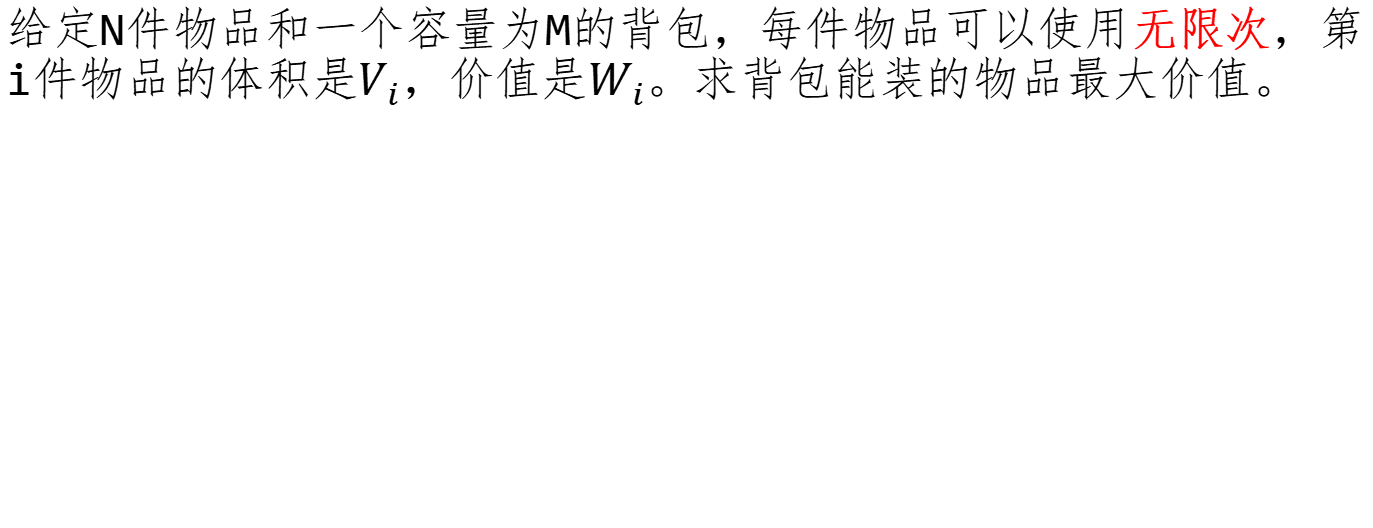 给定N件物品和一个容量为M的背包，每件物品可以使用无限次，第
i件物品的体积是Vᵢ，价值是Wᵢ。求背包能装的物品最大价值。